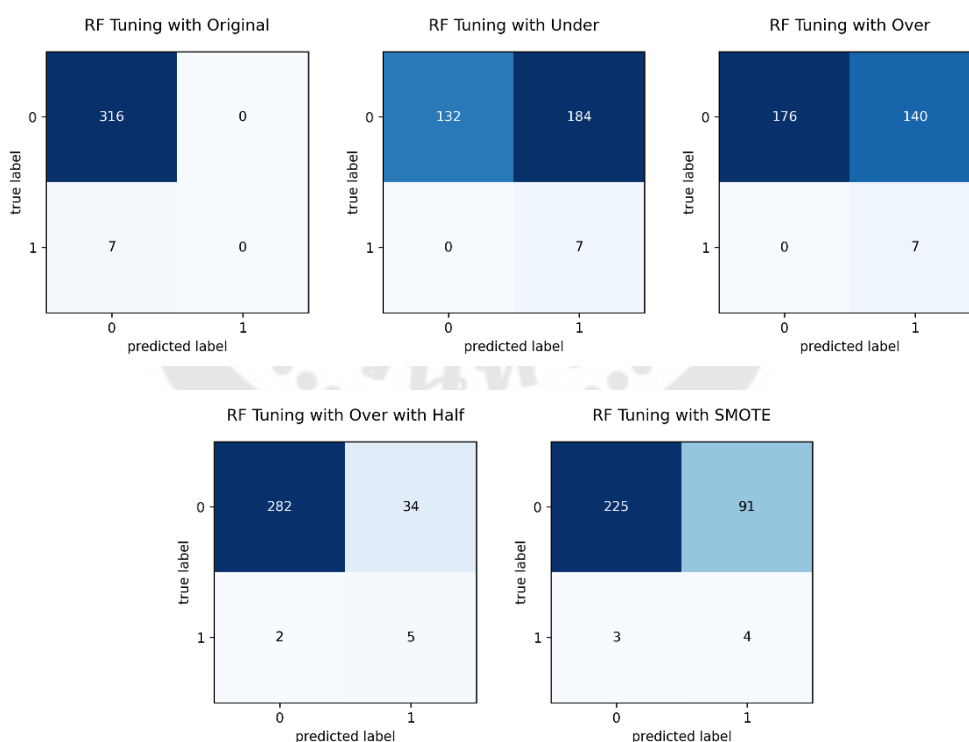 RF Tuning with Original
RF Tuning with Under
RF Tuning with Over
true label
0
316
0
1
7
0
0
1
predicted label
true label
0
132
184
1
0
7
0
1
predicted label
true label
0
176
140
1
0
7
0
1
predicted label
RF Tuning with Over with Half
RF Tuning with SMOTE
true label
0
282
34
1
2
5
0
1
predicted label
true label
0
225
91
1
3
4
0
1
predicted label